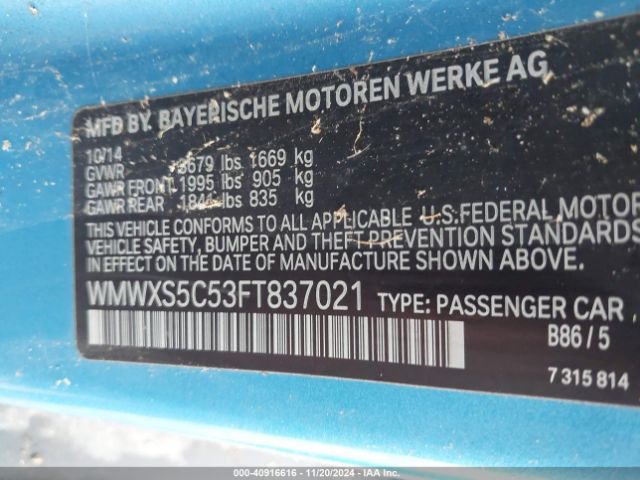 MFD BY. BAYERISCHE MOTOREN WERKE AG
10/14
GVWR 3679 lbs 1669 kg
GAWR FRONT 1995 lbs 905 kg
GAWR REAR lbs 835 kg
THIS VEHICLE CONFORMS TO ALL APPLICABLE U.S.FEDERAL MOTOR
VEHICLE SAFETY, BUMPER AND THEFT PREVENTION STANDARDS
IN EFFECT ON THE DATE OF MANUFACTURE SHOWN ABOVE.
WMWXS5C53FT837021 TYPE: PASSENGER CAR
B86/5
7 315 814
000-40916616 - 11/20/2024 - IAAI.com